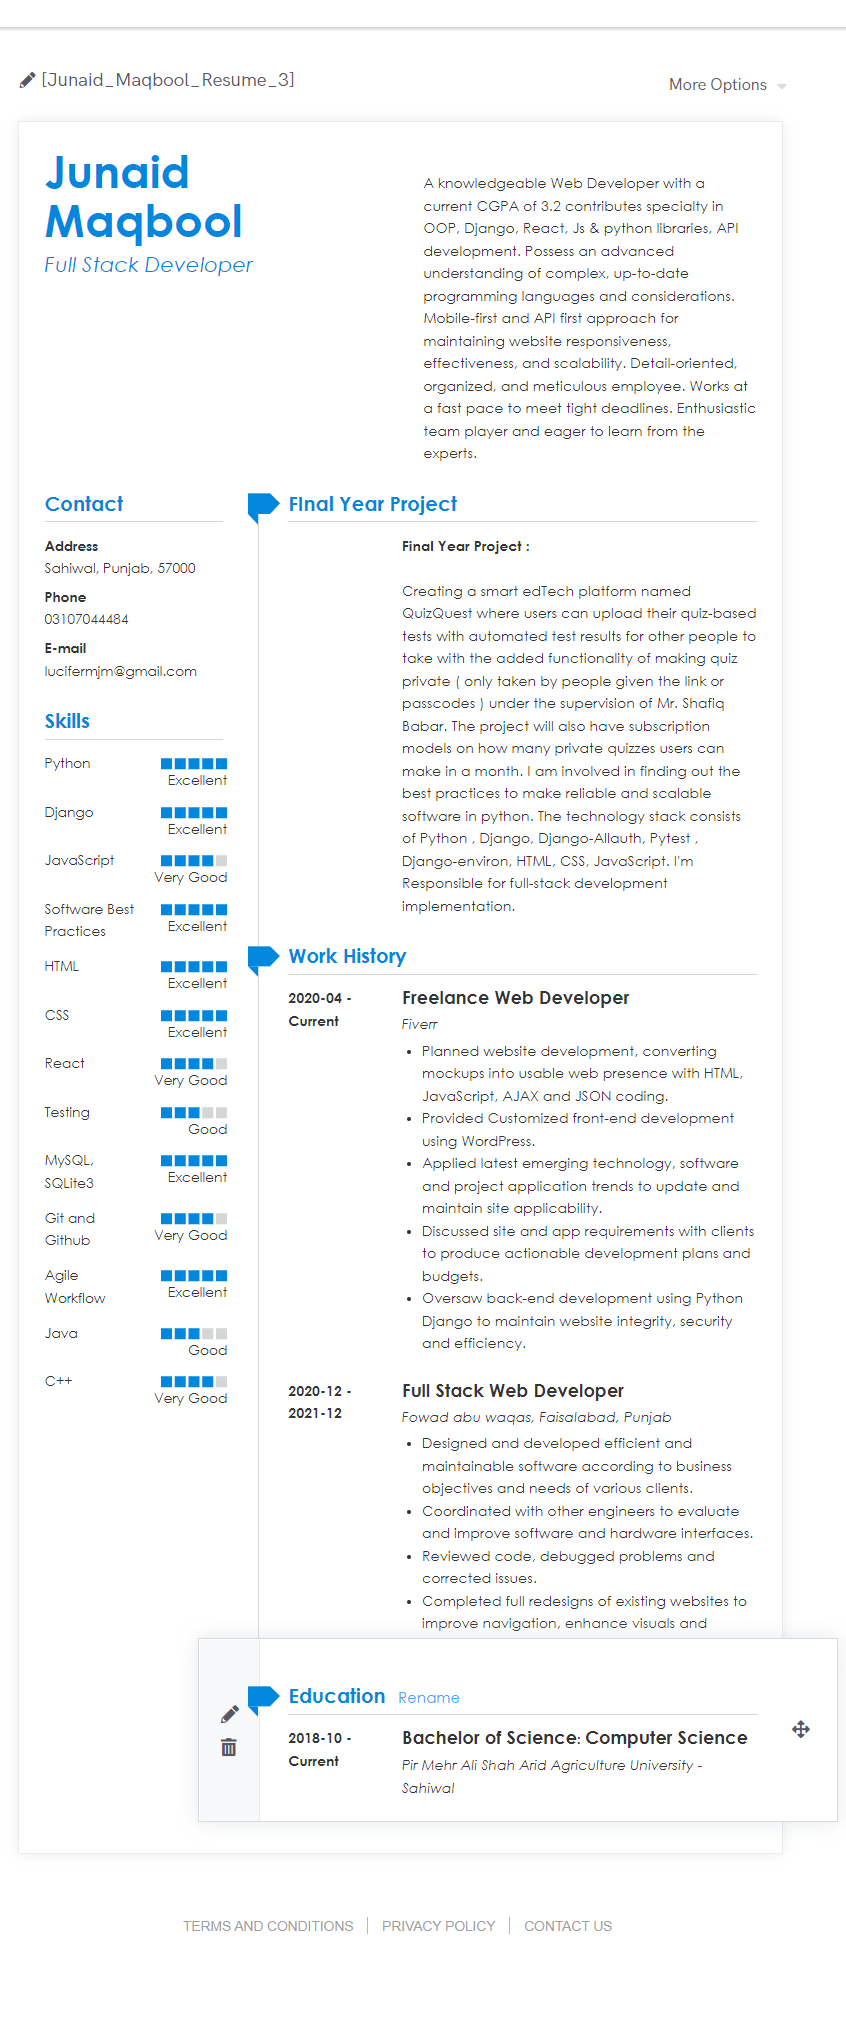 [Junaid_Maqbool_Resume_3]
More Options
Junaid
Maqbool
Full Stack Developer
A knowledgeable Web Developer with a
current CGPA of 3.2 contributes specialty in
OOP, Django, React, Js & python libraries, API
development. Possess an advanced
understanding of complex, up-to-date
programming languages and considerations.
Mobile-first and API first approach for
maintaining website responsiveness,
effectiveness, and scalability. Detail-oriented,
organized, and meticulous employee. Works at
a fast pace to meet tight deadlines. Enthusiastic
team player and eager to learn from the
experts.
Contact
Address
Sahiwal, Punjab, 57000
Phone
03107044484
E-mail
lucifermjm@gmail.com
Skills
Python
Excellent
Django
Excellent
JavaScript
Very Good
Software Best
Practices
Excellent
HTML
Excellent
CSS
Excellent
React
Very Good
Testing
Good
MySQL,
SQLite3
Excellent
Git and
Github
Very Good
Agile
Workflow
Excellent
Java
Good
C++
Very Good
FInal Year Project
Final Year Project :
Creating a smart edTech platform named
QuizQuest where users can upload their quiz-based
tests with automated test results for other people to
take with the added functionality of making quiz
private ( only taken by people given the link or
passcodes ) under the supervision of Mr. Shafiq
Babar. The project will also have subscription
models on how many private quizzes users can
make in a month. I am involved in finding out the
best practices to make reliable and scalable
software in python. The technology stack consists
of Python , Django, Django-Allauth, Pytest ,
Django-environ, HTML, CSS, JavaScript. I'm
Responsible for full-stack development
implementation.
Work History
2020-04 -
Current
Freelance Web Developer
Fiverr
• Planned website development, converting
mockups into usable web presence with HTML,
JavaScript, AJAX and JSON coding.
• Provided Customized front-end development
using WordPress.
• Applied latest emerging technology, software
and project application trends to update and
maintain site applicability.
• Discussed site and app requirements with clients
to produce actionable development plans and
budgets.
• Oversaw back-end development using Python
Django to maintain website integrity, security
and efficiency.
2020-12 -
2021-12
Full Stack Web Developer
Fowad abu waqas, Faisalabad, Punjab
• Designed and developed efficient and
maintainable software according to business
objectives and needs of various clients.
• Coordinated with other engineers to evaluate
and improve software and hardware interfaces.
• Reviewed code, debugged problems and
corrected issues.
• Completed full redesigns of existing websites to
improve navigation, enhance visuals and
Education Rename
2018-10 -
Current
Bachelor of Science: Computer Science
Pir Mehr Ali Shah Arid Agriculture University -
Sahiwal
TERMS AND CONDITIONS | PRIVACY POLICY | CONTACT US